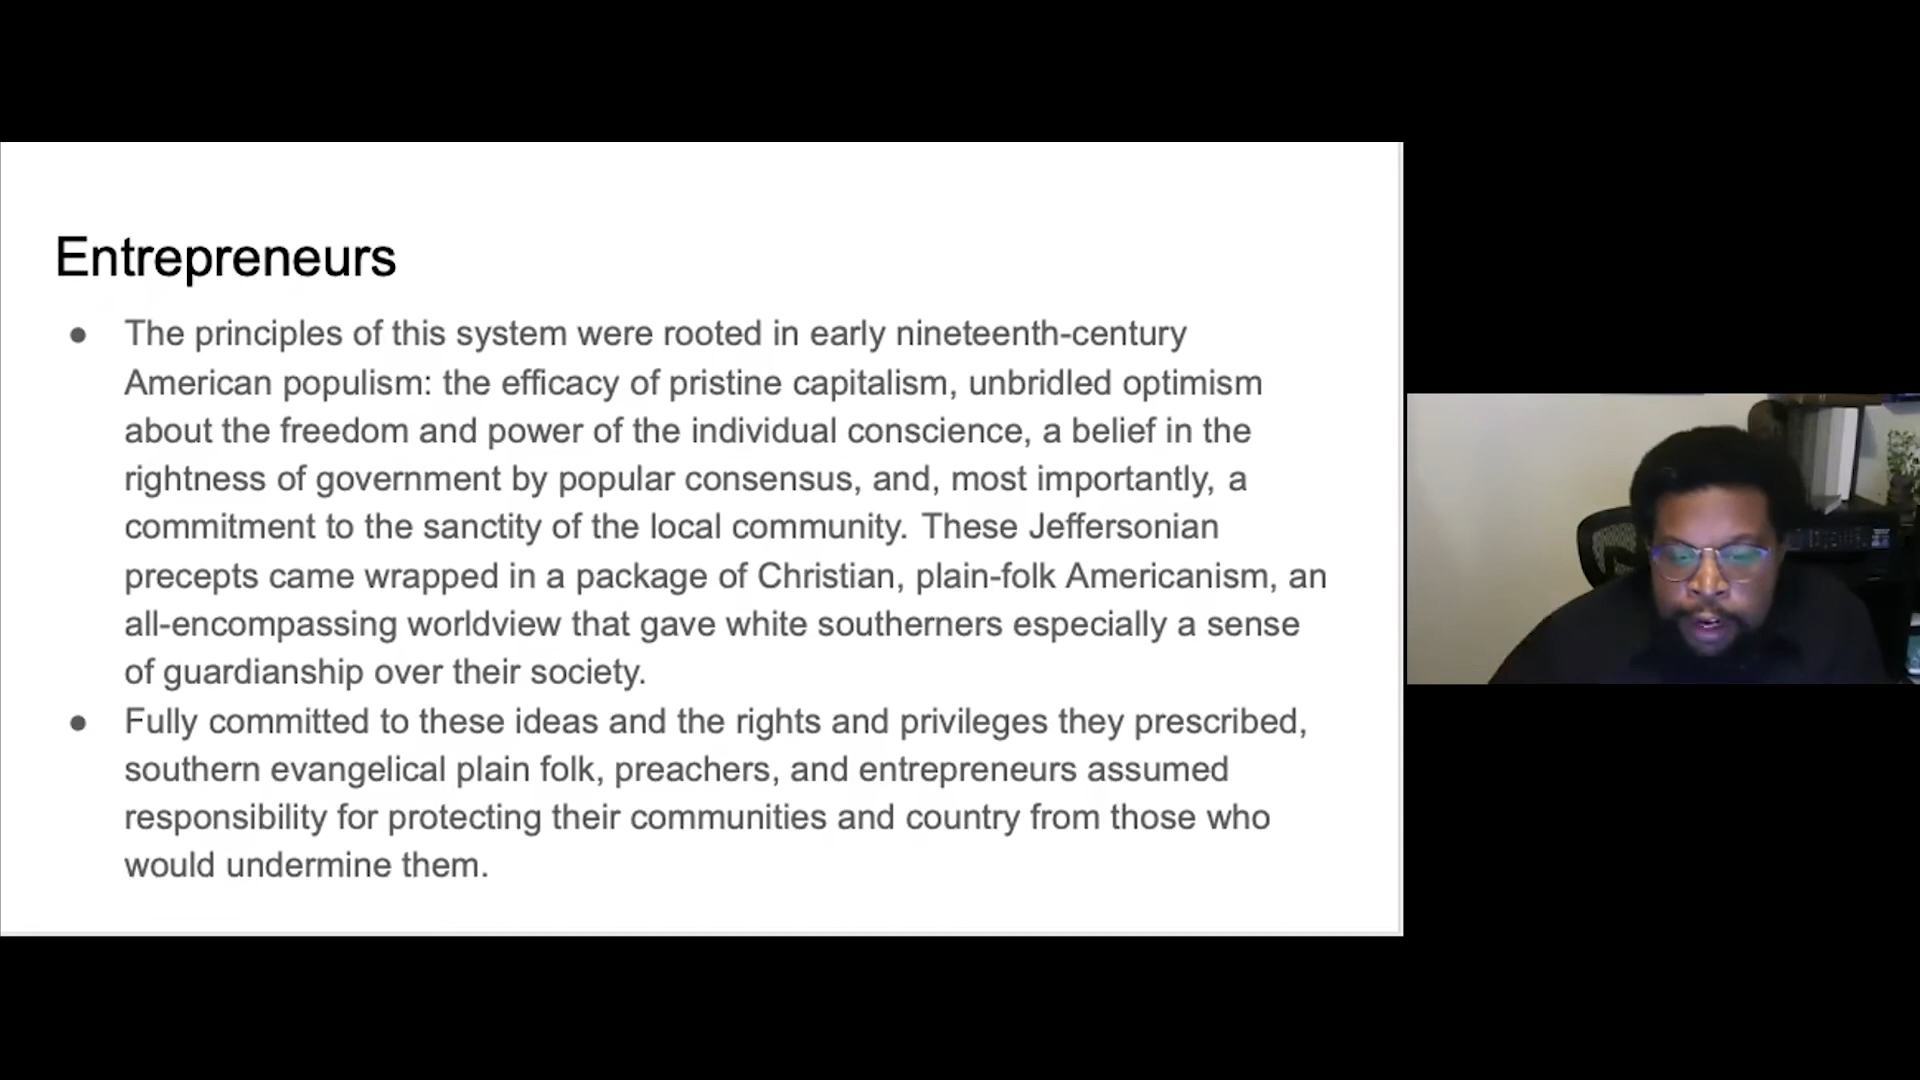 Entrepreneurs
● The principles of this system were rooted in early nineteenth-century
American populism: the efficacy of pristine capitalism, unbridled optimism
about the freedom and power of the individual conscience, a belief in the
rightness of government by popular consensus, and, most importantly, a
commitment to the sanctity of the local community. These Jeffersonian
precepts came wrapped in a package of Christian, plain-folk Americanism, an
all-encompassing worldview that gave white southerners especially a sense
of guardianship over their society.
● Fully committed to these ideas and the rights and privileges they prescribed,
southern evangelical plain folk, preachers, and entrepreneurs assumed
responsibility for protecting their communities and country from those who
would undermine them.